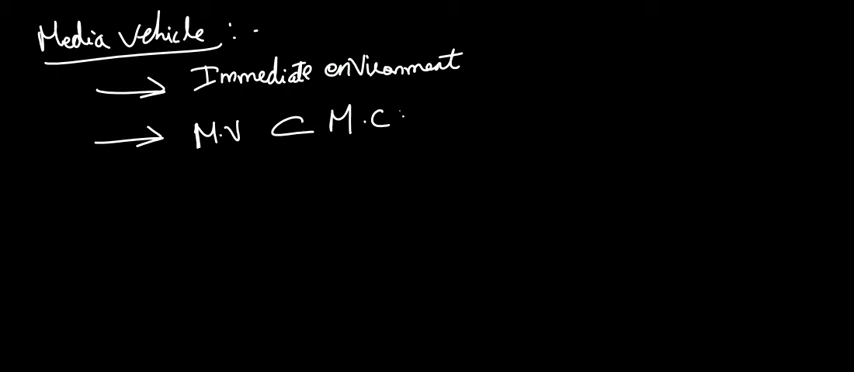 Media Vehicle :-
→ Immediate environment
→ M.V ⊂ M.C.